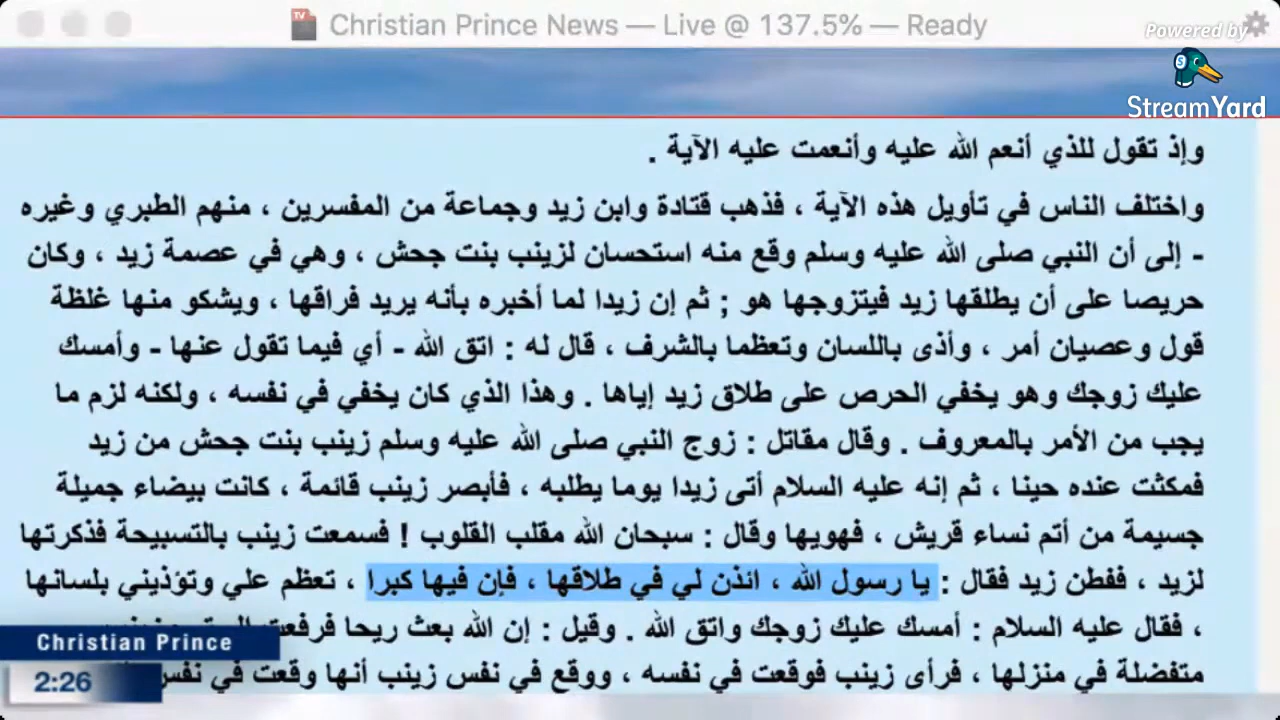 Christian Prince News — Live @ 137.5% — Ready
Powered by
StreamYard
وإذ تقول للذي أنعم الله عليه وأنعمت عليه الآية .
واختلف الناس في تأويل هذه الآية ، فذهب قتادة وابن زيد وجماعة من المفسرين ، منهم الطبري وغيره
- إلى أن النبي صلى الله عليه وسلم وقع منه استحسان لزينب بنت جحش ، وهي في عصمة زيد ، وكان
حريصا على أن يطلقها زيد فيتزوجها هو ; ثم إن زيدا لما أخبره بأنه يريد فراقها ، ويشكو منها غلظة
قول وعصيان أمر ، وأذى باللسان وتعظما بالشرف ، قال له : اتق الله - أي فيما تقول عنها - وأمسك
عليك زوجك وهو يخفي الحرص على طلاق زيد إياها . وهذا الذي كان يخفي في نفسه ، ولكنه لزم ما
يجب من الأمر بالمعروف . وقال مقاتل : زوج النبي صلى الله عليه وسلم زينب بنت جحش من زيد
فمكثت عنده حينا ، ثم إنه عليه السلام أتى زيدا يوما يطلبه ، فأبصر زينب قائمة ، كانت بيضاء جميلة
جسيمة من أتم نساء قريش ، فهويها وقال : سبحان الله مقلب القلوب ! فسمعت زينب بالتسبيحة فذكرتها
لزيد ، ففطن زيد فقال : يا رسول الله ، ائذن لي في طلاقها ، فإن فيها كبرا ، تعظم علي وتؤذيني بلسانها
، فقال عليه السلام : أمسك عليك زوجك واتق الله . وقيل : إن الله بعث ريحا فرفعت
متفضلة في منزلها ، فرأى زينب فوقعت في نفسه ، ووقع في نفس زينب أنها وقعت في نفس
Christian Prince
2:26